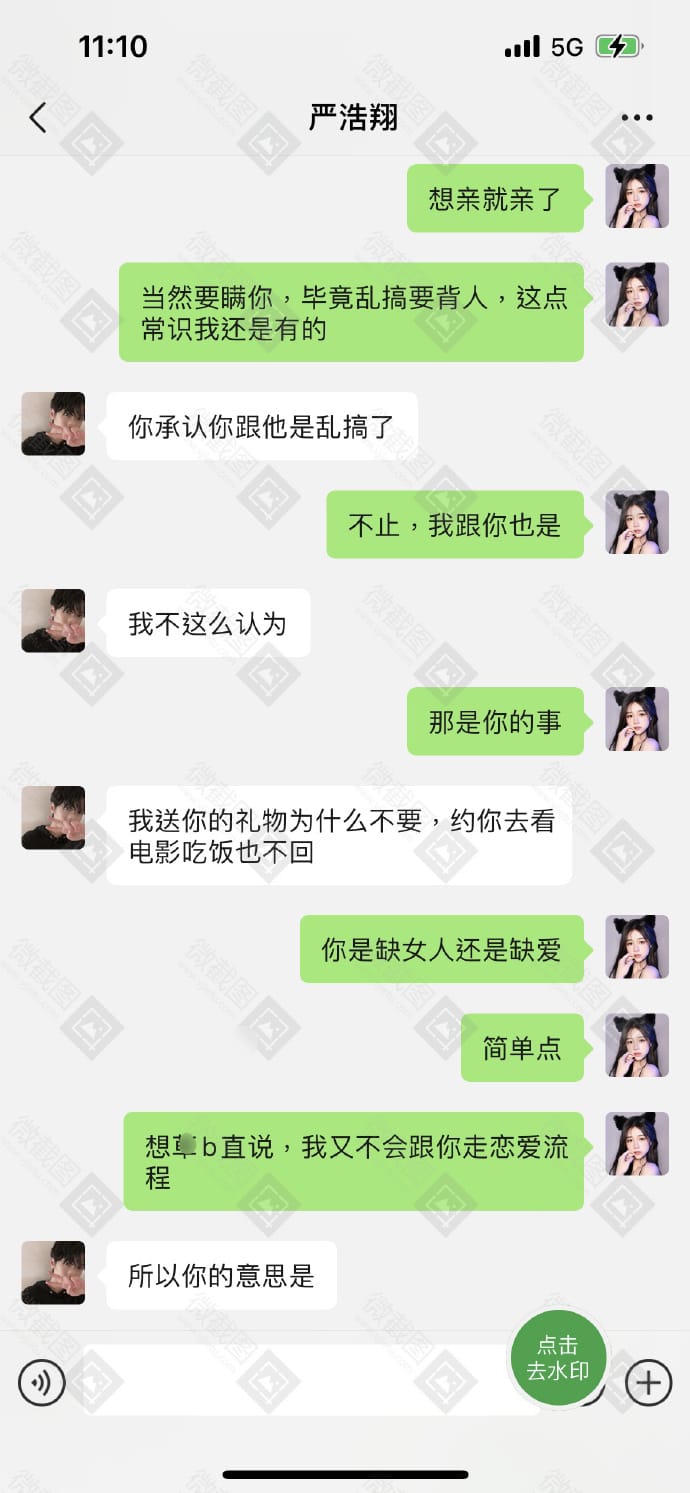 11:10
5G
严浩翔
想亲就亲了
当然要瞒你，毕竟乱搞要背人，这点
常识我还是有的
你承认你跟他是乱搞了
不止，我跟你也是
我不这么认为
那是你的事
我送你的礼物为什么不要，约你去看
电影吃饭也不回
你是缺女人还是缺爱
简单点
想草b直说，我又不会跟你走恋爱流
程
所以你的意思是
点击
去水印
微截图